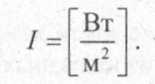 I = [Вт/м²].